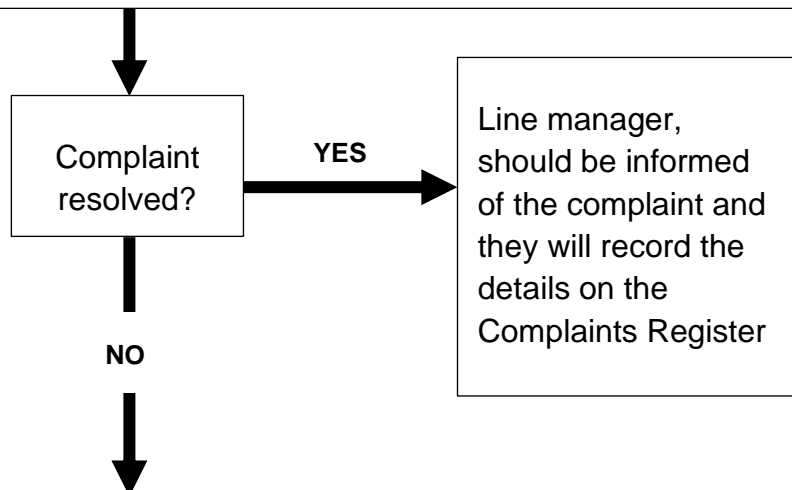 Complaint
resolved?
YES
Line manager,
should be informed
of the complaint and
they will record the
details on the
Complaints Register
NO